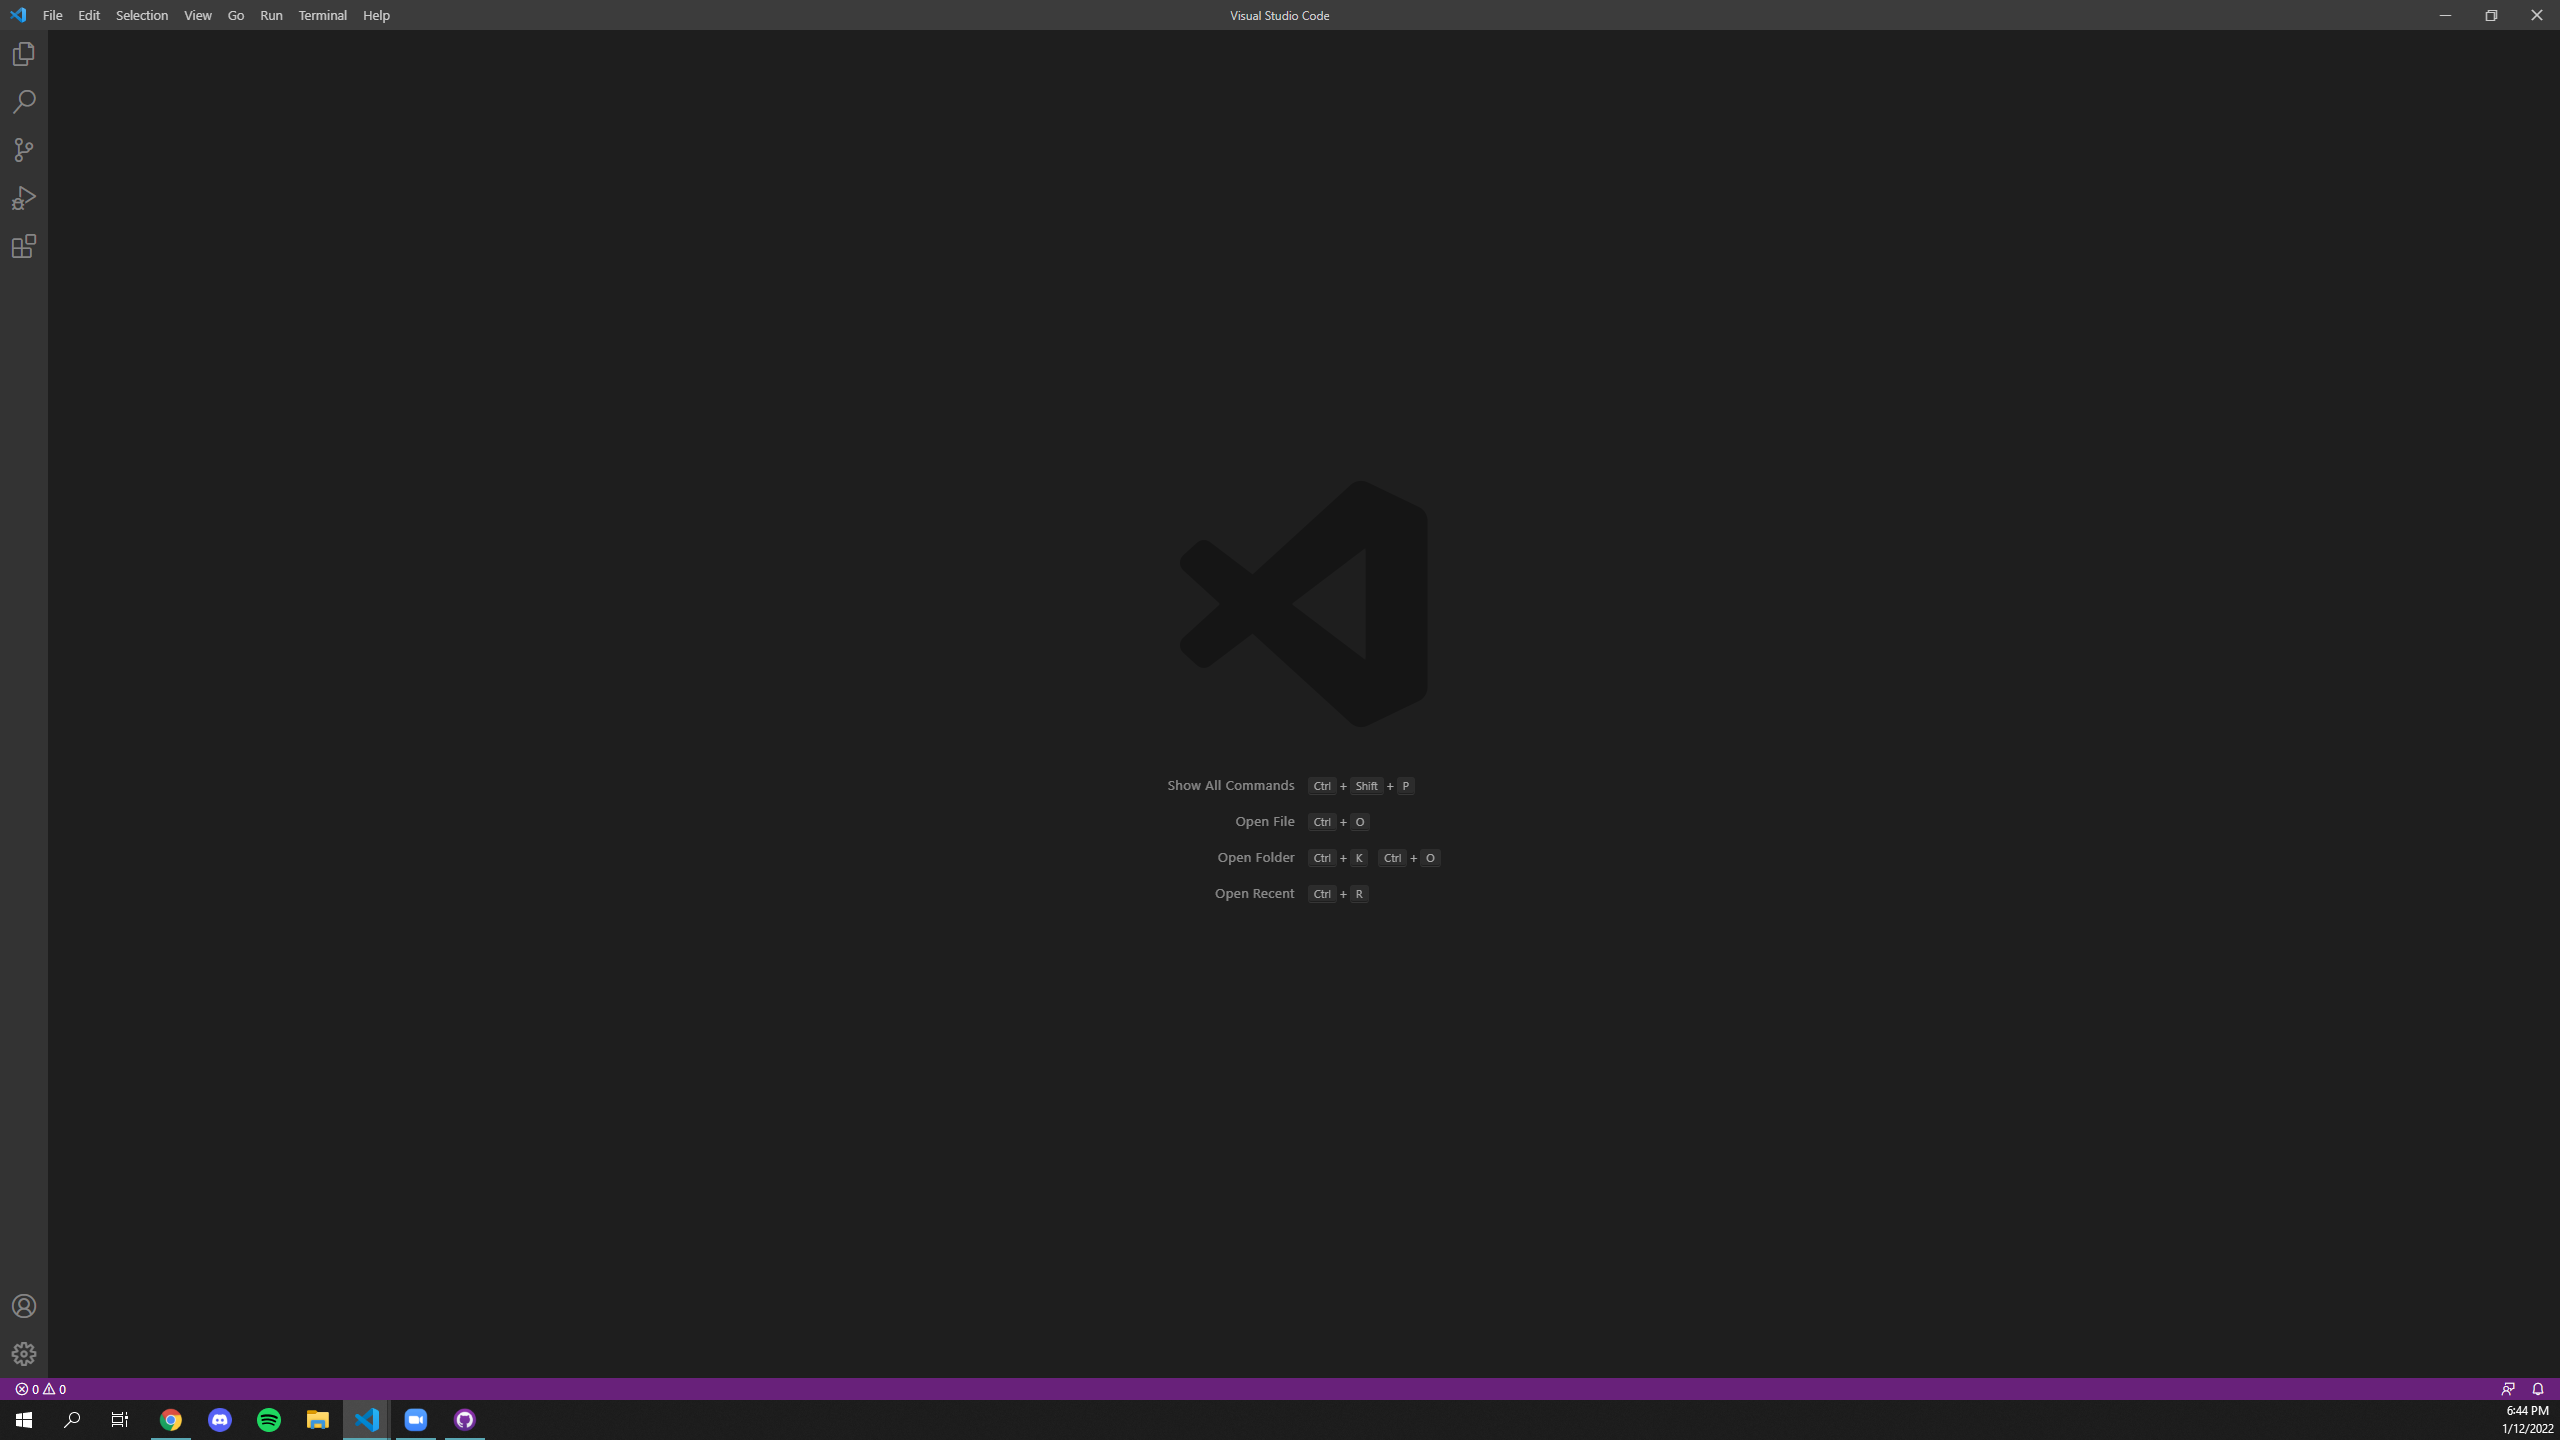 File Edit Selection View Go Run Terminal Help
Visual Studio Code
Show All Commands Ctrl + Shift + P
Open File Ctrl + O
Open Folder Ctrl + K Ctrl + O
Open Recent Ctrl + R
0 0
6:44 PM
1/12/2022